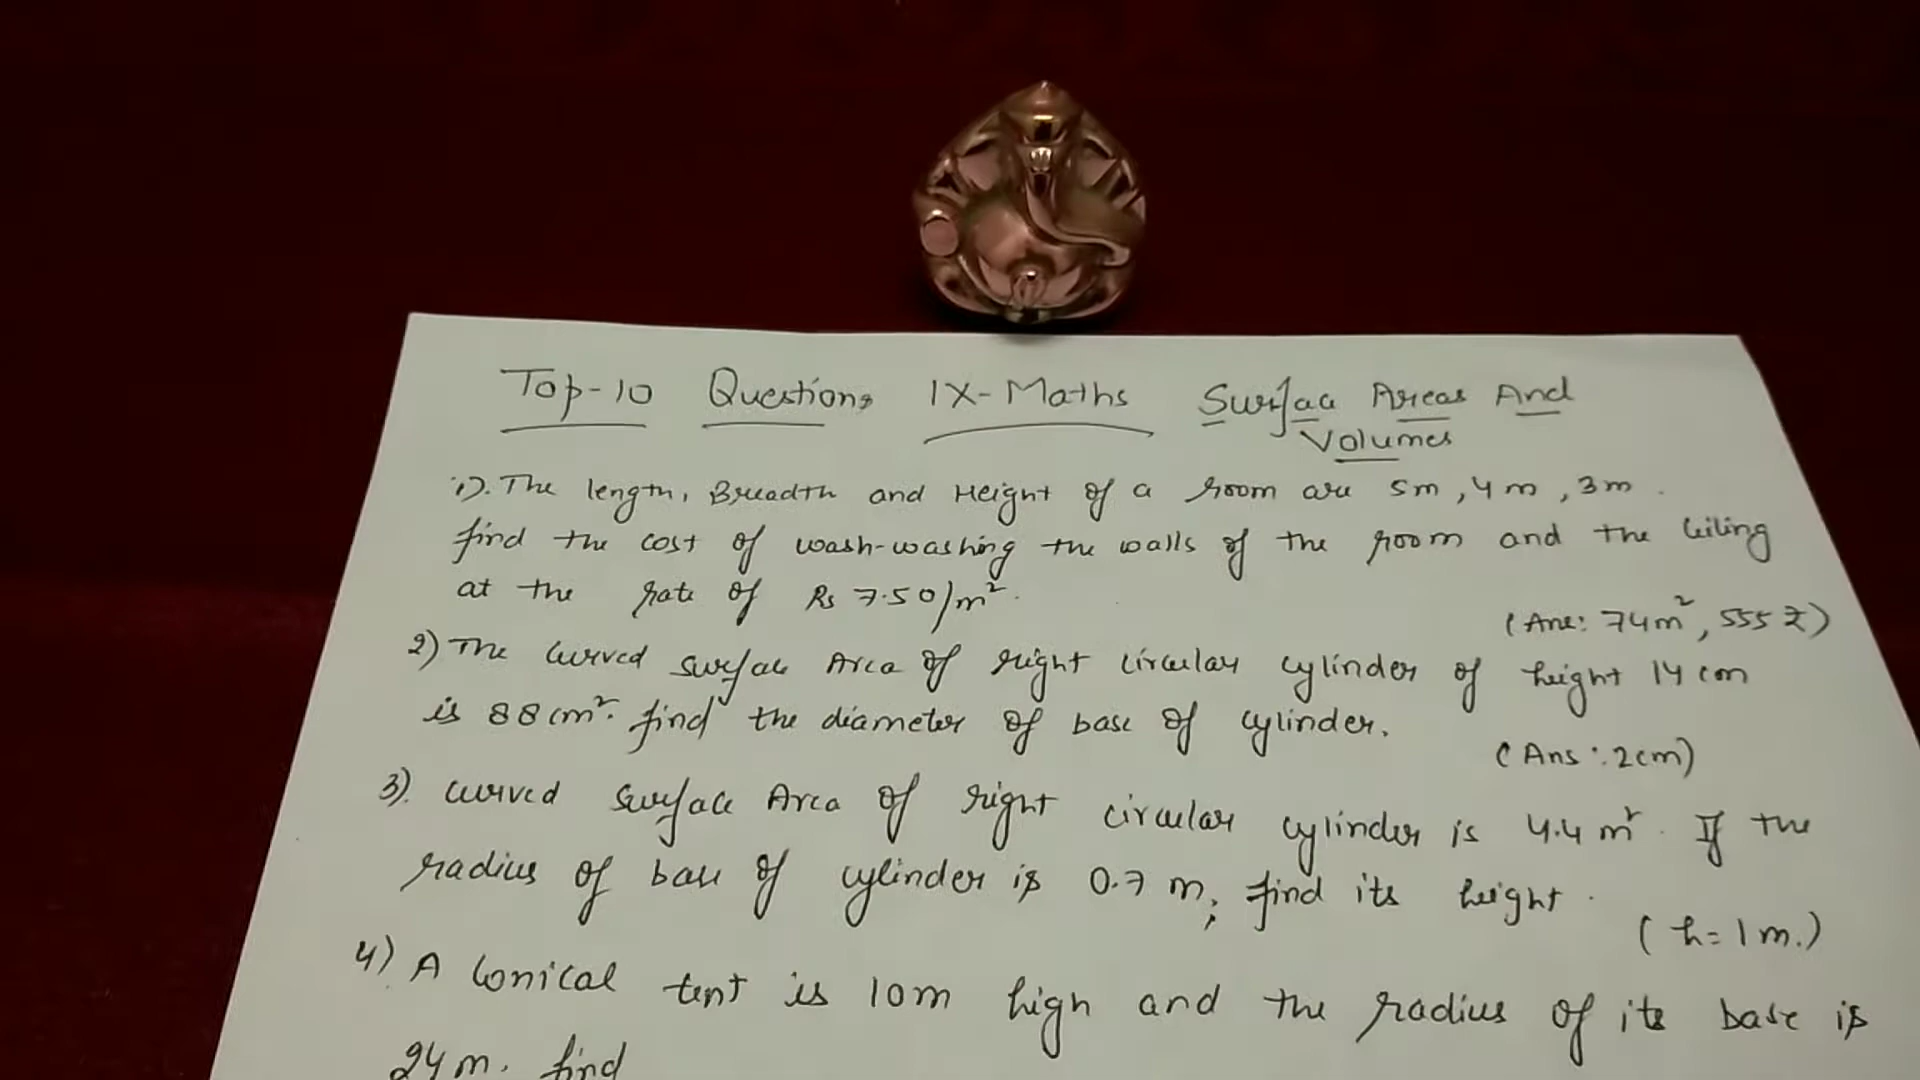 Top-10 Questions IX-Maths Surface Areas And
Volumes
1). The length, Breadth and Height of a room are 5m, 4m, 3m.
find the cost of wash-washing the walls of the room and the Ceiling
at the rate of Rs 7.50/m².
(Ans: 74m², 555₹)
2) The Curved surface Area of right circular cylinder of height 14 cm
is 88cm². find the diameter of base of cylinder.
(Ans: 2cm)
3). Curved Surface Area of right circular cylinder is 4.4 m². If the
radius of base of cylinder is 0.7 m; find its height.
(h=1m.)
4) A Conical tent is 10m high and the radius of its base is
24m. find